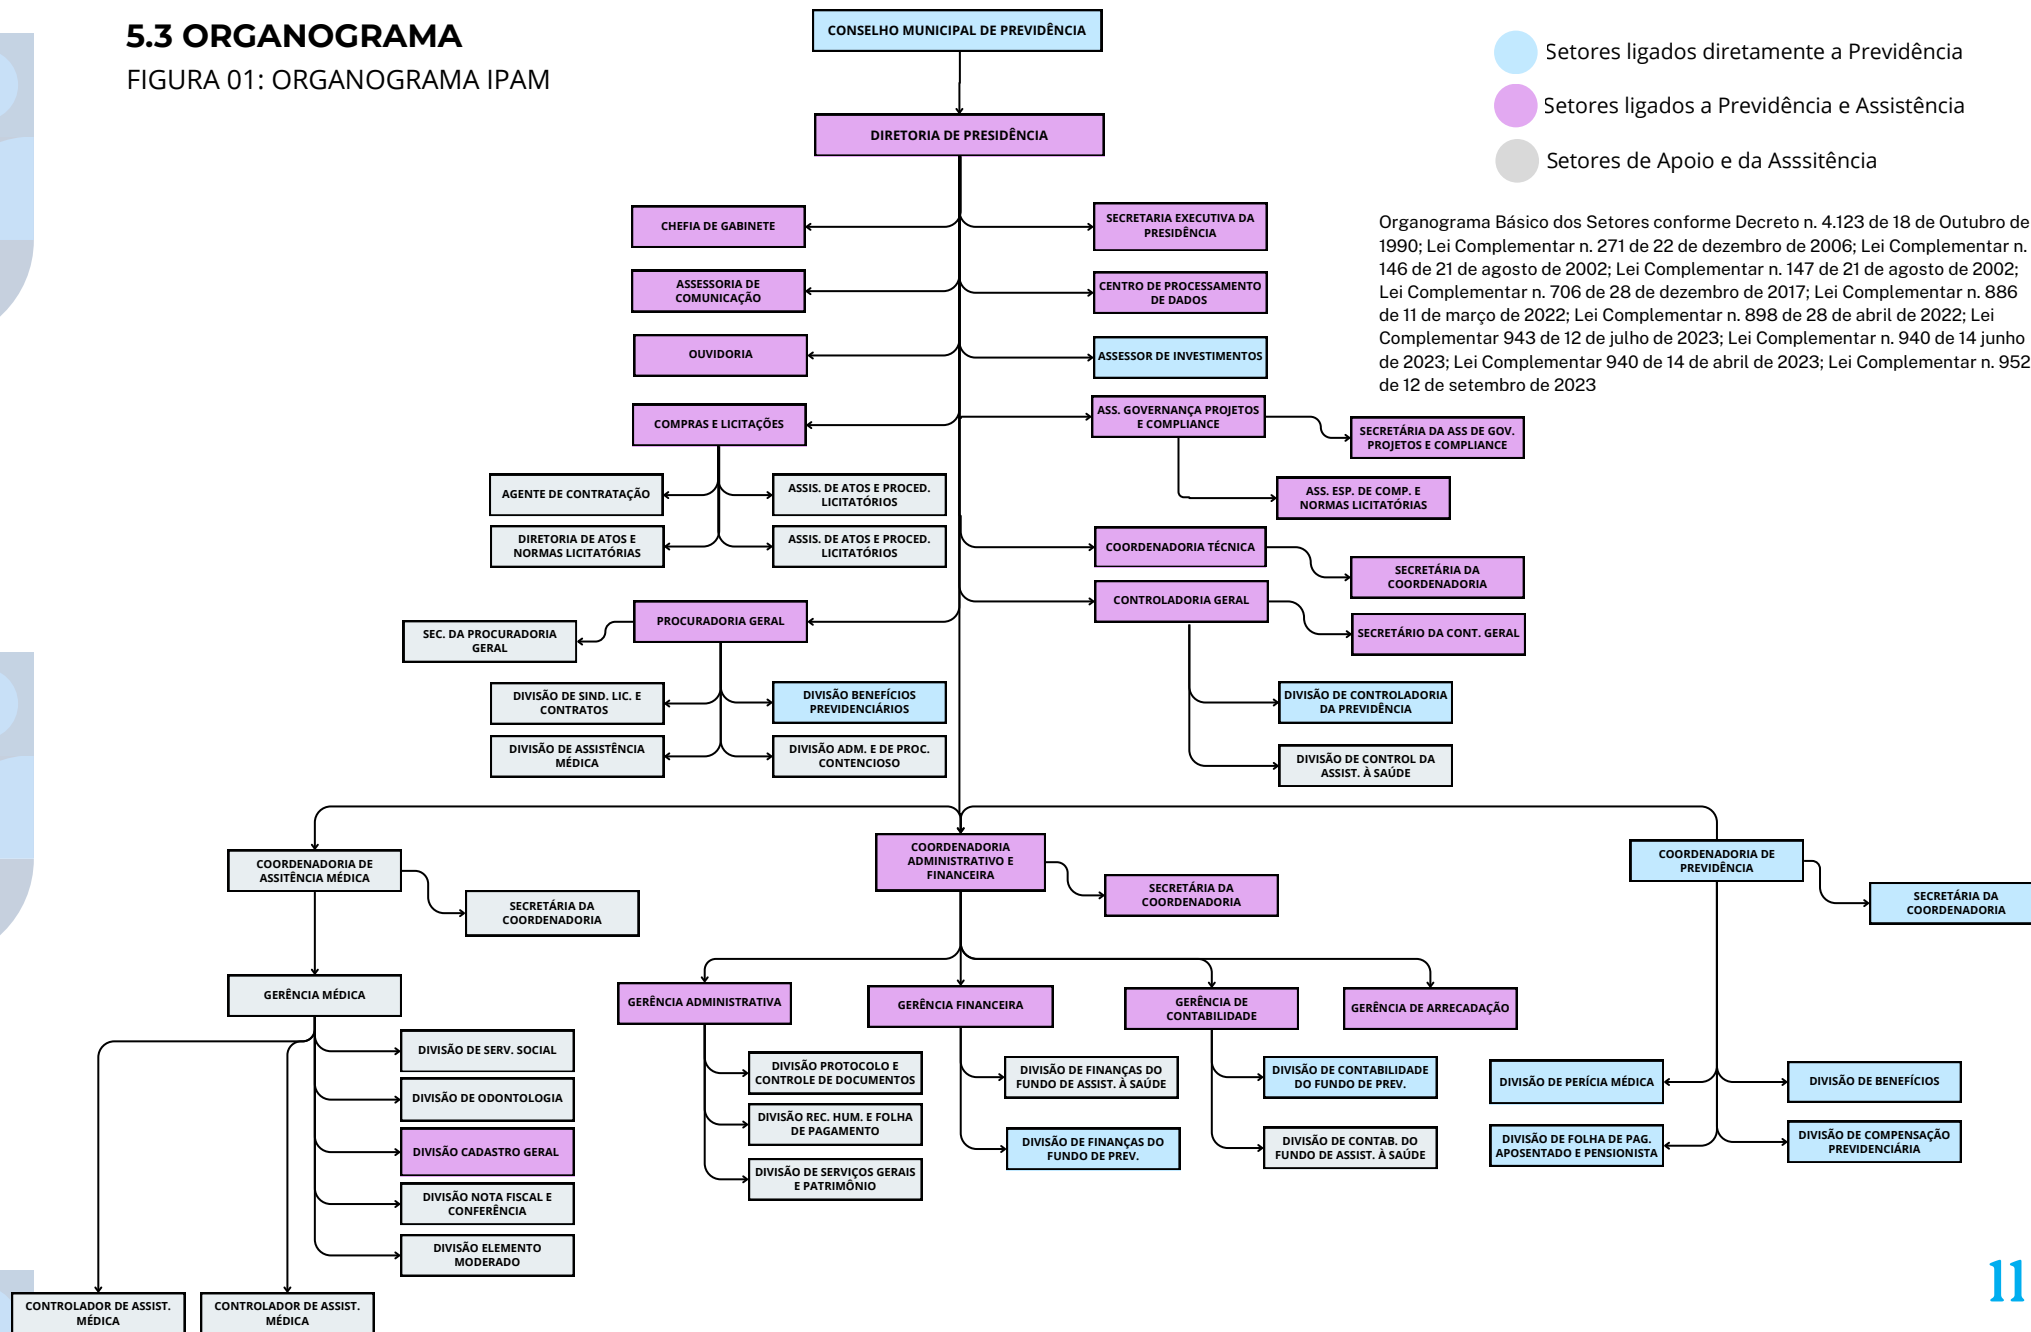 5.3 ORGANOGRAMA
FIGURA 01: ORGANOGRAMA IPAM
CONSELHO MUNICIPAL DE PREVIDÊNCIA
Setores ligados diretamente a Previdência
Setores ligados a Previdência e Assistência
Setores de Apoio e da Asssitência
DIRETORIA DE PRESIDÊNCIA
Organograma Básico dos Setores conforme Decreto n. 4.123 de 18 de Outubro de
1990; Lei Complementar n. 271 de 22 de dezembro de 2006; Lei Complementar n.
146 de 21 de agosto de 2002; Lei Complementar n. 147 de 21 de agosto de 2002;
Lei Complementar n. 706 de 28 de dezembro de 2017; Lei Complementar n. 886
de 11 de março de 2022; Lei Complementar n. 898 de 28 de abril de 2022; Lei
Complementar 943 de 12 de julho de 2023; Lei Complementar n. 940 de 14 junho
de 2023; Lei Complementar 940 de 14 de abril de 2023; Lei Complementar n. 952
de 12 de setembro de 2023
CHEFIA DE GABINETE
SECRETARIA EXECUTIVA DA
PRESIDÊNCIA
ASSESSORIA DE
COMUNICAÇÃO
CENTRO DE PROCESSAMENTO
DE DADOS
OUVIDORIA
ASSESSOR DE INVESTIMENTOS
COMPRAS E LICITAÇÕES
ASS. GOVERNANÇA PROJETOS
E COMPLIANCE
SECRETÁRIA DA ASS DE GOV.
PROJETOS E COMPLIANCE
AGENTE DE CONTRATAÇÃO
ASSIS. DE ATOS E PROCED.
LICITATÓRIOS
ASS. ESP. DE COMP. E
NORMAS LICITATÓRIAS
DIRETORIA DE ATOS E
NORMAS LICITATÓRIAS
ASSIS. DE ATOS E PROCED.
LICITATÓRIOS
COORDENADORIA TÉCNICA
SECRETÁRIA DA
COORDENADORIA
CONTROLADORIA GERAL
SECRETÁRIO DA CONT. GERAL
PROCURADORIA GERAL
SEC. DA PROCURADORIA
GERAL
DIVISÃO DE SIND. LIC. E
CONTRATOS
DIVISÃO BENEFÍCIOS
PREVIDENCIÁRIOS
DIVISÃO DE CONTROLADORIA
DA PREVIDÊNCIA
DIVISÃO DE ASSISTÊNCIA
MÉDICA
DIVISÃO ADM. E DE PROC.
CONTENCIOSO
DIVISÃO DE CONTROL DA
ASSIST. À SAÚDE
COORDENADORIA DE
ASSITÊNCIA MÉDICA
SECRETÁRIA DA
COORDENADORIA
COORDENADORIA
ADMINISTRATIVO E
FINANCEIRA
SECRETÁRIA DA
COORDENADORIA
COORDENADORIA DE
PREVIDÊNCIA
SECRETÁRIA DA
COORDENADORIA
GERÊNCIA MÉDICA
GERÊNCIA ADMINISTRATIVA
GERÊNCIA FINANCEIRA
GERÊNCIA DE
CONTABILIDADE
GERÊNCIA DE ARRECADAÇÃO
DIVISÃO DE SERV. SOCIAL
DIVISÃO DE ODONTOLOGIA
DIVISÃO CADASTRO GERAL
DIVISÃO NOTA FISCAL E
CONFERÊNCIA
DIVISÃO ELEMENTO
MODERADO
DIVISÃO PROTOCOLO E
CONTROLE DE DOCUMENTOS
DIVISÃO REC. HUM. E FOLHA
DE PAGAMENTO
DIVISÃO DE SERVIÇOS GERAIS
E PATRIMÔNIO
DIVISÃO DE FINANÇAS DO
FUNDO DE ASSIST. À SAÚDE
DIVISÃO DE FINANÇAS DO
FUNDO DE PREV.
DIVISÃO DE CONTABILIDADE
DO FUNDO DE PREV.
DIVISÃO DE CONTAB. DO
FUNDO DE ASSIST. À SAÚDE
DIVISÃO DE PERÍCIA MÉDICA
DIVISÃO DE BENEFÍCIOS
DIVISÃO DE FOLHA DE PAG.
APOSENTADO E PENSIONISTA
DIVISÃO DE COMPENSAÇÃO
PREVIDENCIÁRIA
CONTROLADOR DE ASSIST.
MÉDICA
CONTROLADOR DE ASSIST.
MÉDICA
11